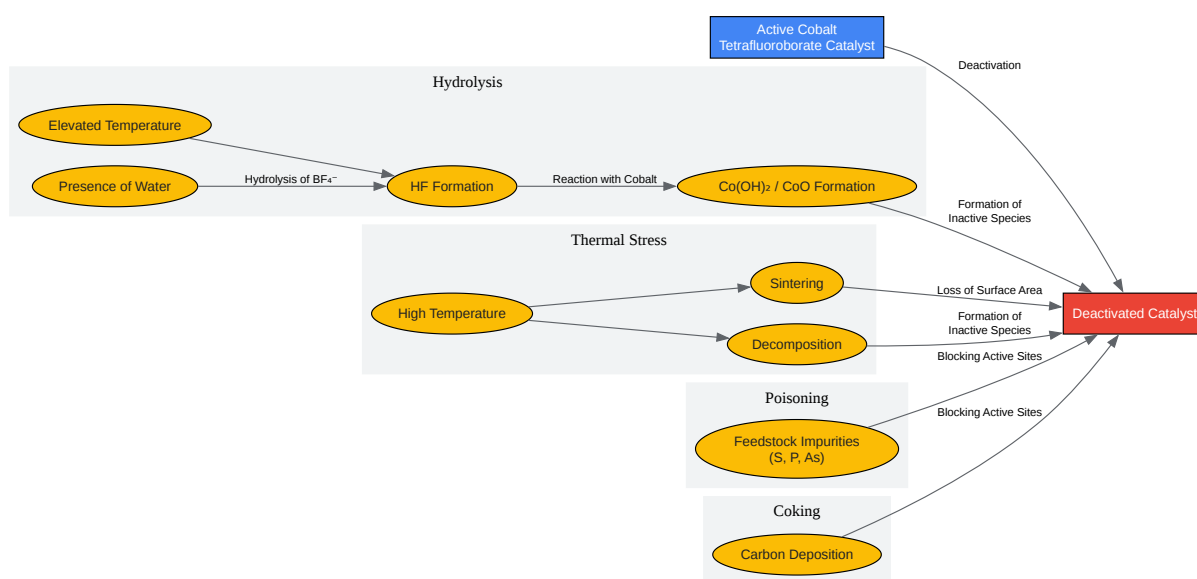 Active Cobalt
Tetrafluoroborate Catalyst
Deactivation
Hydrolysis
Elevated Temperature
Presence of Water
Hydrolysis of BF₄⁻
HF Formation
Reaction with Cobalt
Co(OH)₂ / CoO Formation
Formation of
Inactive Species
Thermal Stress
High Temperature
Sintering
Loss of Surface Area
Decomposition
Formation of
Inactive Species
Deactivated Catalyst
Poisoning
Feedstock Impurities
(S, P, As)
Blocking Active Sites
Coking
Carbon Deposition
Blocking Active Sites